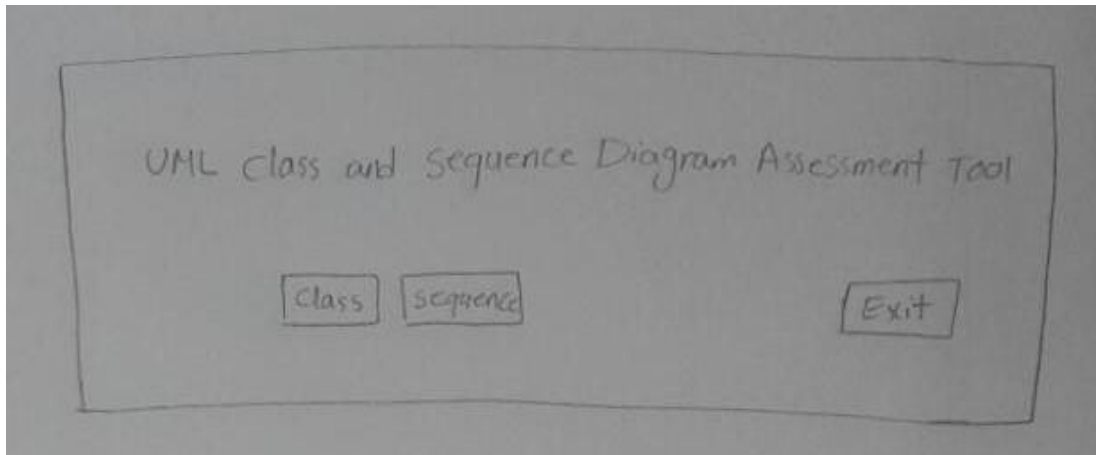 UML Class and Sequence Diagram Assessment Tool
Class sequence Exit